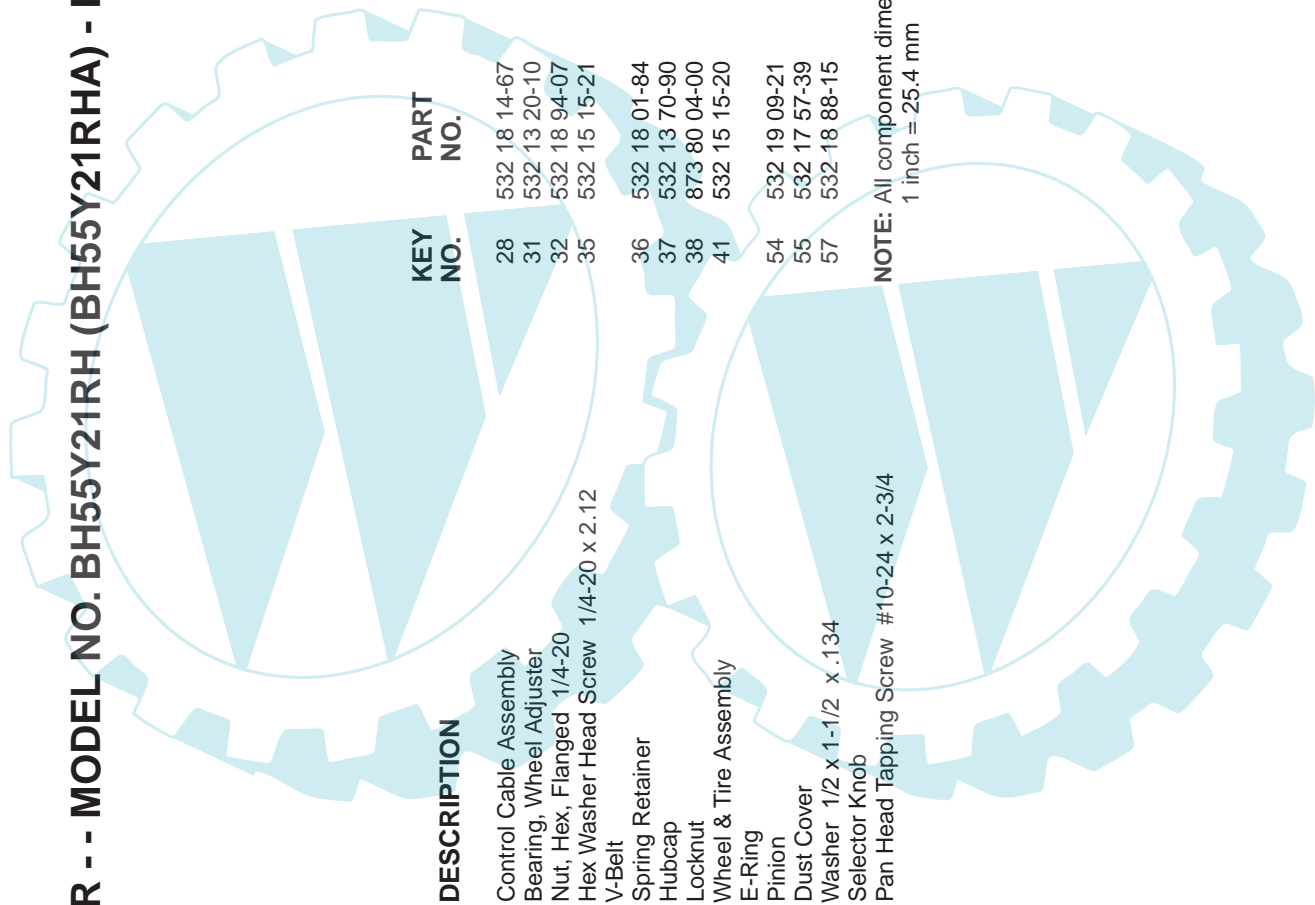 R - - MODEL NO. BH55Y21RH (BH55Y21RHA) -
DESCRIPTION
Control Cable Assembly
Bearing, Wheel Adjuster
Nut, Hex, Flanged 1/4-20
Hex Washer Head Screw 1/4-20 x 2.12
V-Belt
Spring Retainer
Hubcap
Locknut
Wheel & Tire Assembly
E-Ring
Pinion
Dust Cover
Washer 1/2 x 1-1/2 x .134
Selector Knob
Pan Head Tapping Screw #10-24 x 2-3/4
KEY PART
NO. NO.
28 532 18 14-67
31 532 13 20-10
32 532 18 94-07
35 532 15 15-21
36 532 18 01-84
37 532 13 70-90
38 873 80 04-00
41 532 15 15-20
54 532 19 09-21
55 532 17 57-39
57 532 18 88-15
NOTE: All component dime
1 inch = 25.4 mm